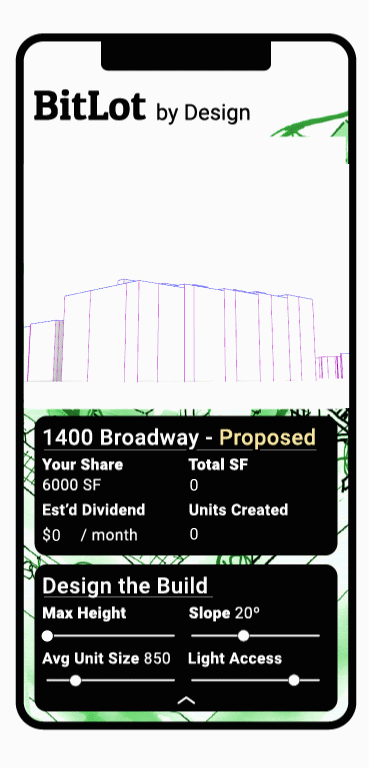 BitLot by Design
1400 Broadway - Proposed
Your Share Total SF
6000 SF 0
Est’d Dividend Units Created
$0 / month 0
Design the Build
Max Height Slope 20º
Avg Unit Size 850 Light Access